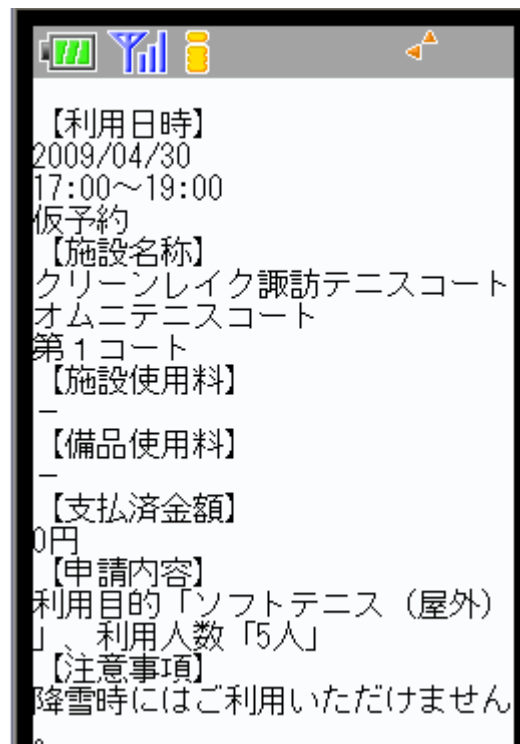 【利用日時】
2009/04/30
17:00～19:00
仮予約
【施設名称】
クリーンレイク諏訪テニスコート
オムニテニスコート
第１コート
【施設使用料】
－
【備品使用料】
－
【支払済金額】
0円
【申請内容】
利用目的「ソフトテニス（屋外）
」、利用人数「5人」
【注意事項】
降雪時にはご利用いただけません
。